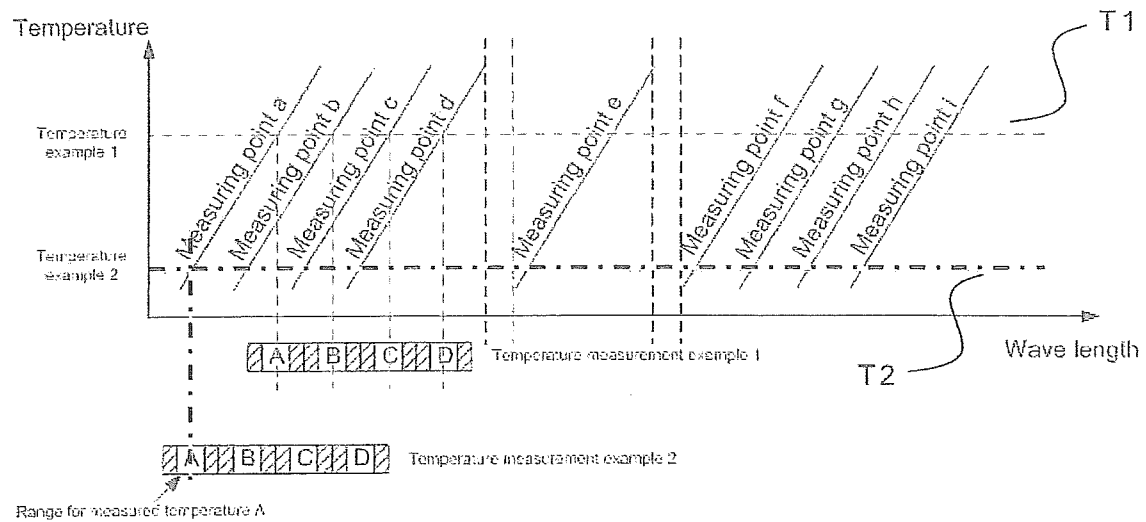 Temperature
T1
Temperature
example 1
Measuring point a
Measuring point b
Measuring point c
Measuring point d
Measuring point e
Measuring point f
Measuring point g
Measuring point h
Measuring point i
Temperature
example 2
A B C D
Temperature measurement example 1
Wave length
T2
A B C D
Temperature measurement example 2
Range for measured temperature A